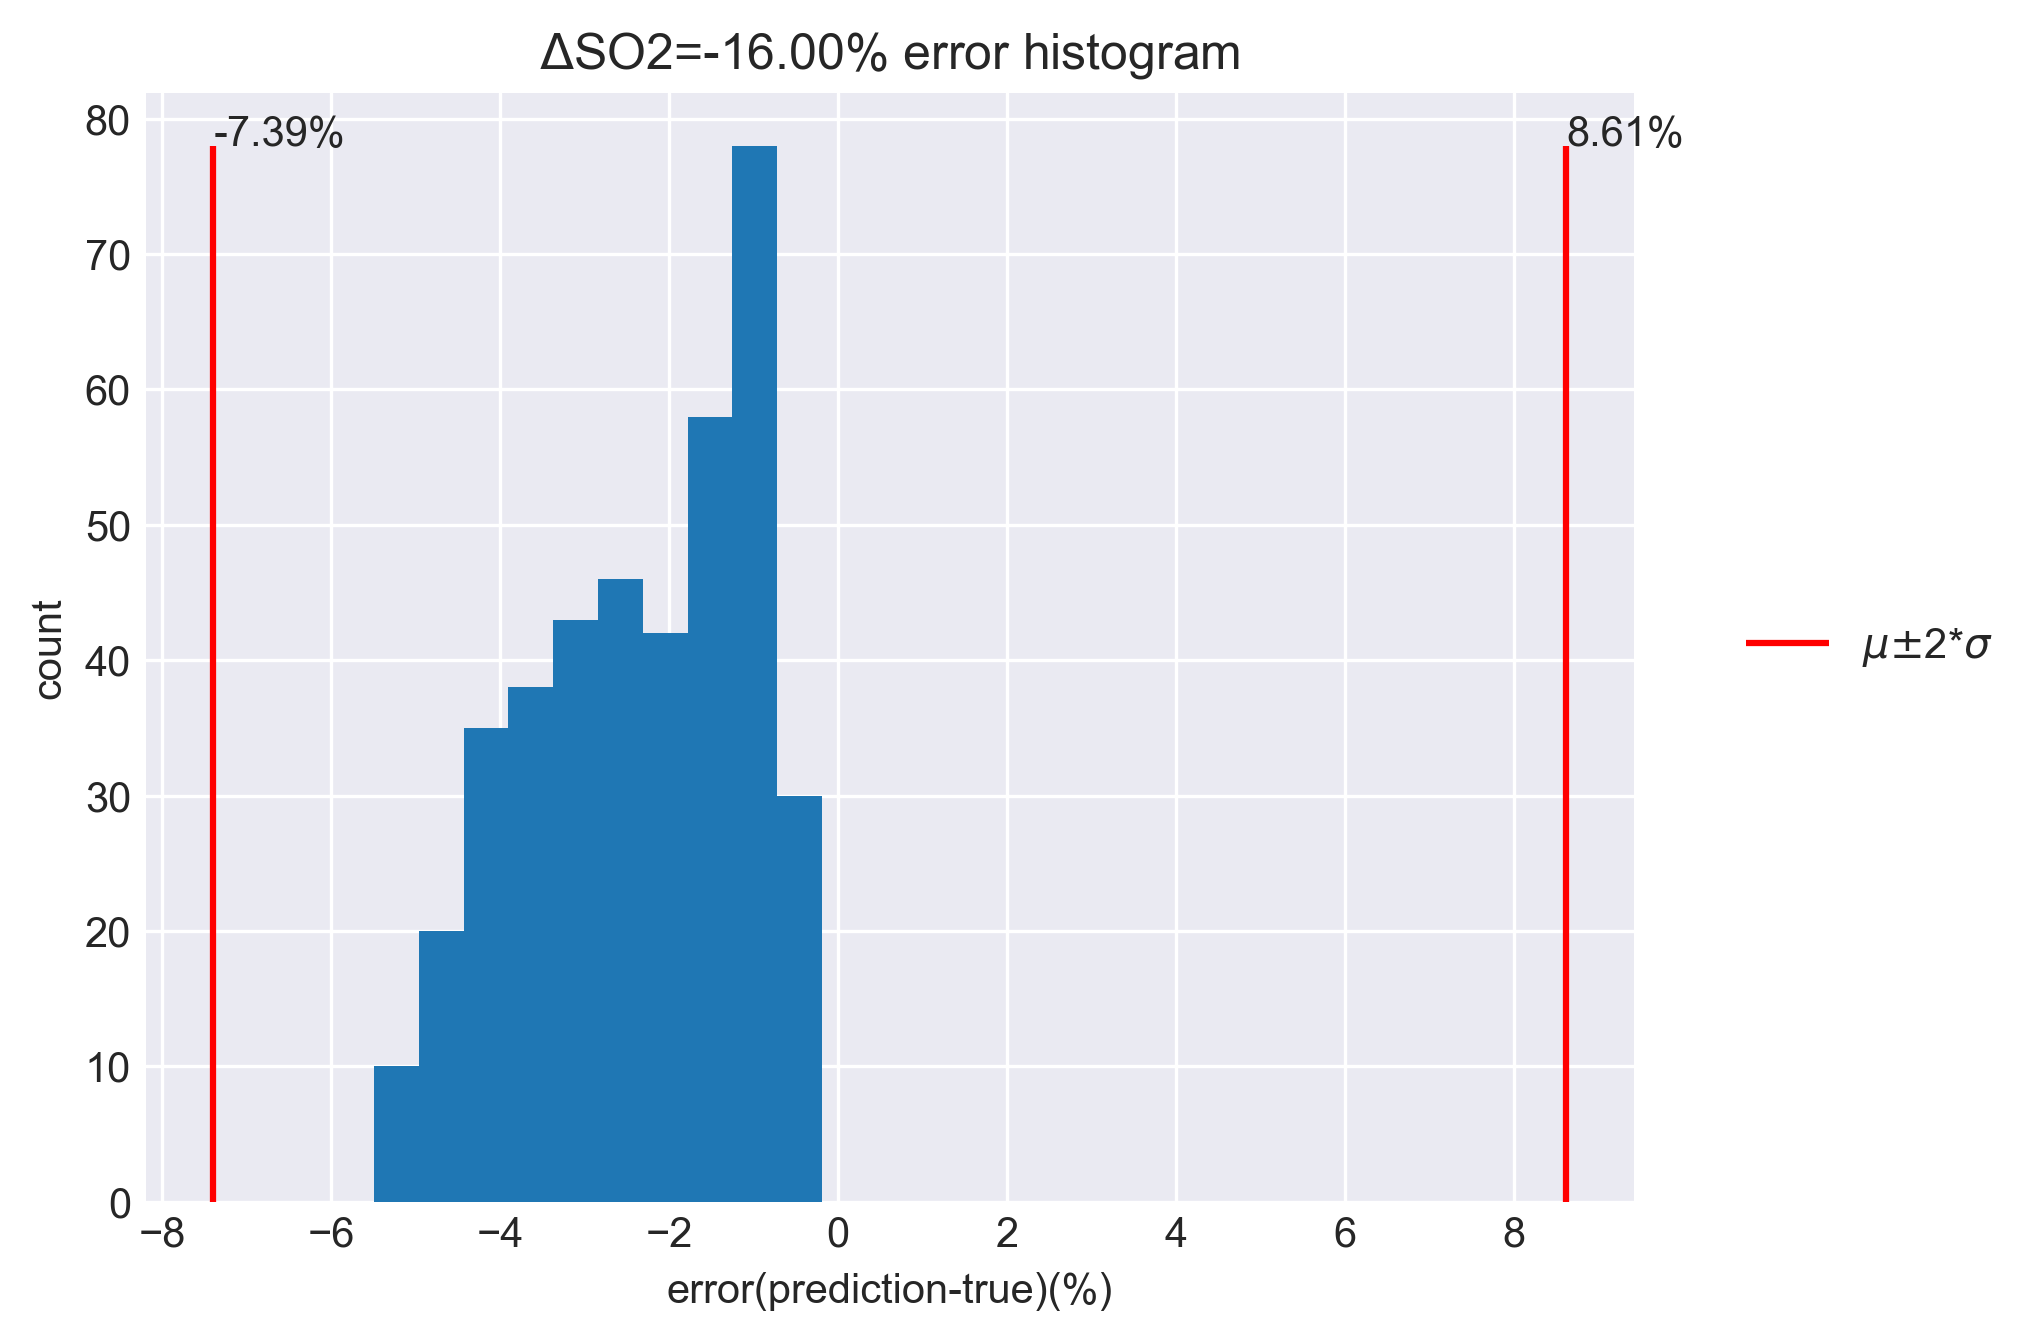 ΔSO2=-16.00% error histogram
80
70
60
50
40
30
20
10
0
count
-7.39%
8.61%
−8 −6 −4 −2 0 2 4 6 8
error(prediction-true)(%)
μ±2*σ